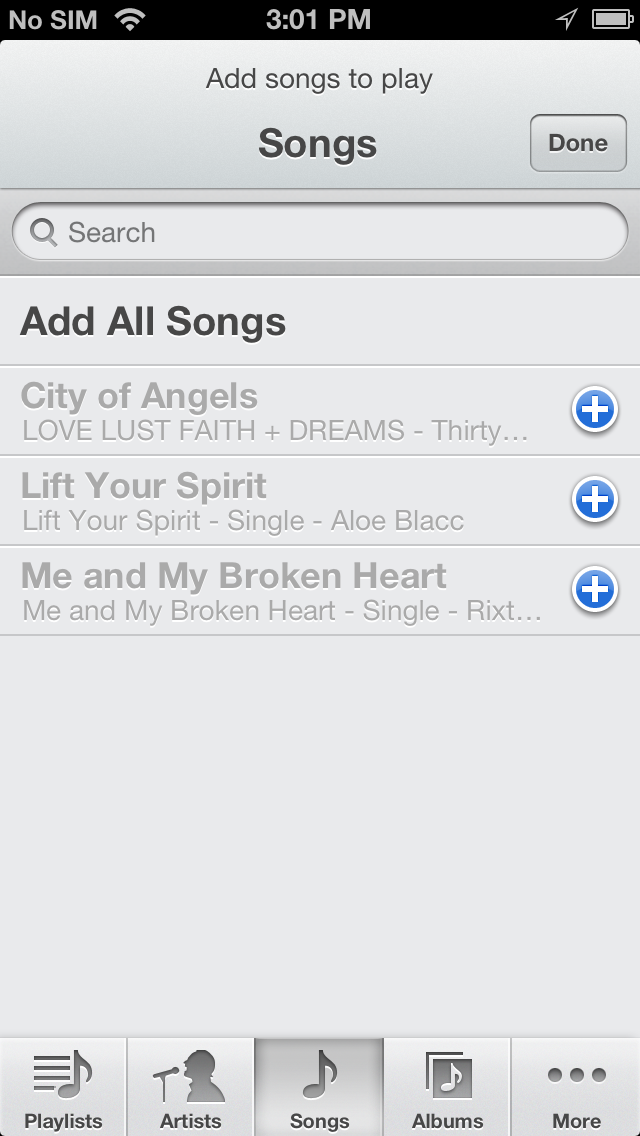 No SIM 3:01 PM
Add songs to play
Songs Done
Search
Add All Songs
City of Angels
LOVE LUST FAITH + DREAMS - Thirty...
Lift Your Spirit
Lift Your Spirit - Single - Aloe Blacc
Me and My Broken Heart
Me and My Broken Heart - Single - Rixt...
Playlists Artists Songs Albums More